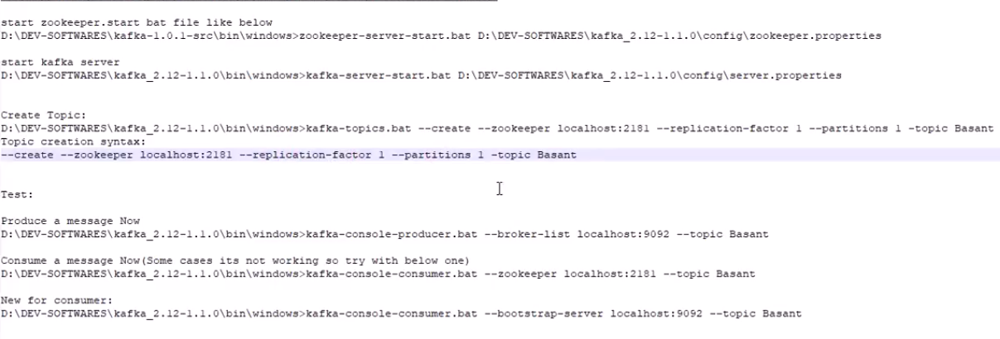 start zookeeper.start bat file like below
D:\DEV-SOFTWARES\kafka-1.0.1-src\bin\windows>zookeeper-server-start.bat D:\DEV-SOFTWARES\kafka_2.12-1.1.0\config\zookeeper.properties
start kafka server
D:\DEV-SOFTWARES\kafka_2.12-1.1.0\bin\windows>kafka-server-start.bat D:\DEV-SOFTWARES\kafka_2.12-1.1.0\config\server.properties
Create Topic:
D:\DEV-SOFTWARES\kafka_2.12-1.1.0\bin\windows>kafka-topics.bat --create --zookeeper localhost:2181 --replication-factor 1 --partitions 1 -topic Basant
Topic creation syntax:
--create --zookeeper localhost:2181 --replication-factor 1 --partitions 1 -topic Basant
Test:
Produce a message Now
D:\DEV-SOFTWARES\kafka_2.12-1.1.0\bin\windows>kafka-console-producer.bat --broker-list localhost:9092 --topic Basant
Consume a message Now(Some cases its not working so try with below one)
D:\DEV-SOFTWARES\kafka_2.12-1.1.0\bin\windows>kafka-console-consumer.bat --zookeeper localhost:2181 --topic Basant
New for consumer:
D:\DEV-SOFTWARES\kafka_2.12-1.1.0\bin\windows>kafka-console-consumer.bat --bootstrap-server localhost:9092 --topic Basant